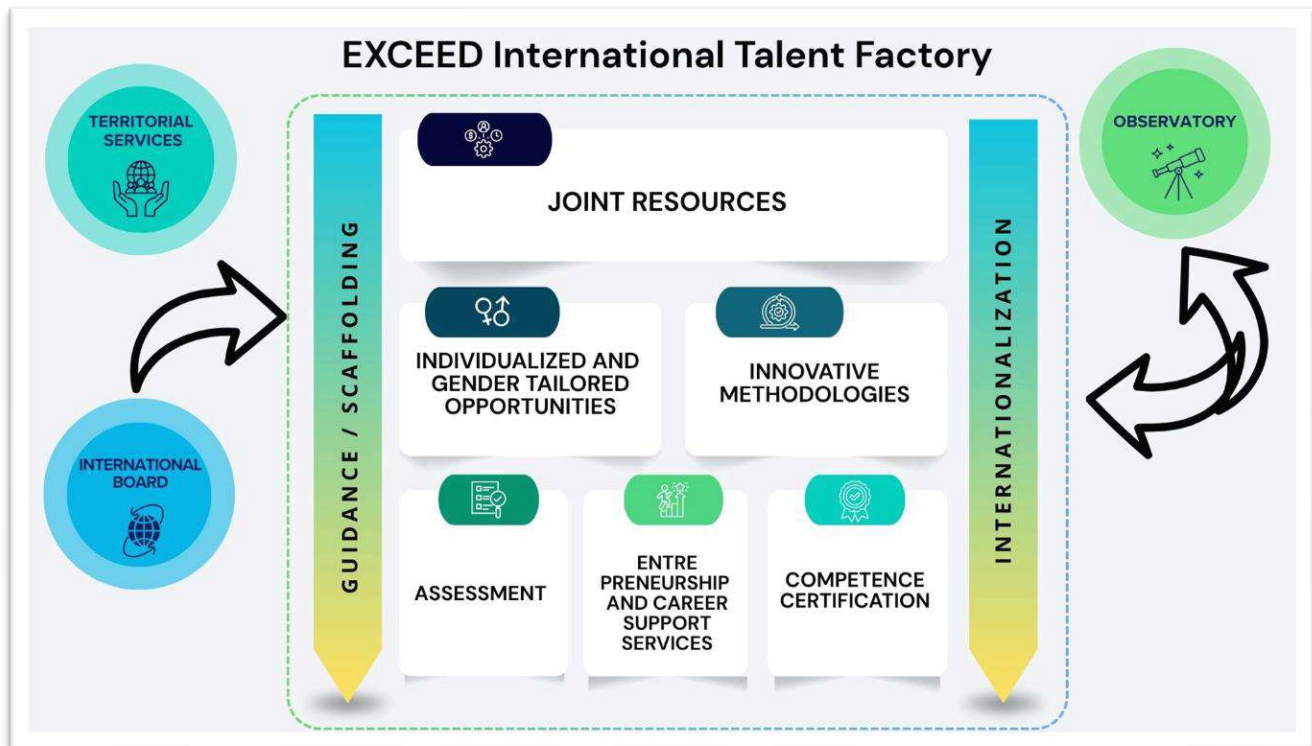 EXCEED International Talent Factory
TERRITORIAL
SERVICES
OBSERVATORY
GUIDANCE / SCAFFOLDING
JOINT RESOURCES
INTERNATIONALIZATION
INDIVIDUALIZED AND
GENDER TAILORED
OPPORTUNITIES
INNOVATIVE
METHODOLOGIES
INTERNATIONAL
BOARD
ASSESSMENT
ENTRE
PRENEURSHIP
AND CAREER
SUPPORT
SERVICES
COMPETENCE
CERTIFICATION